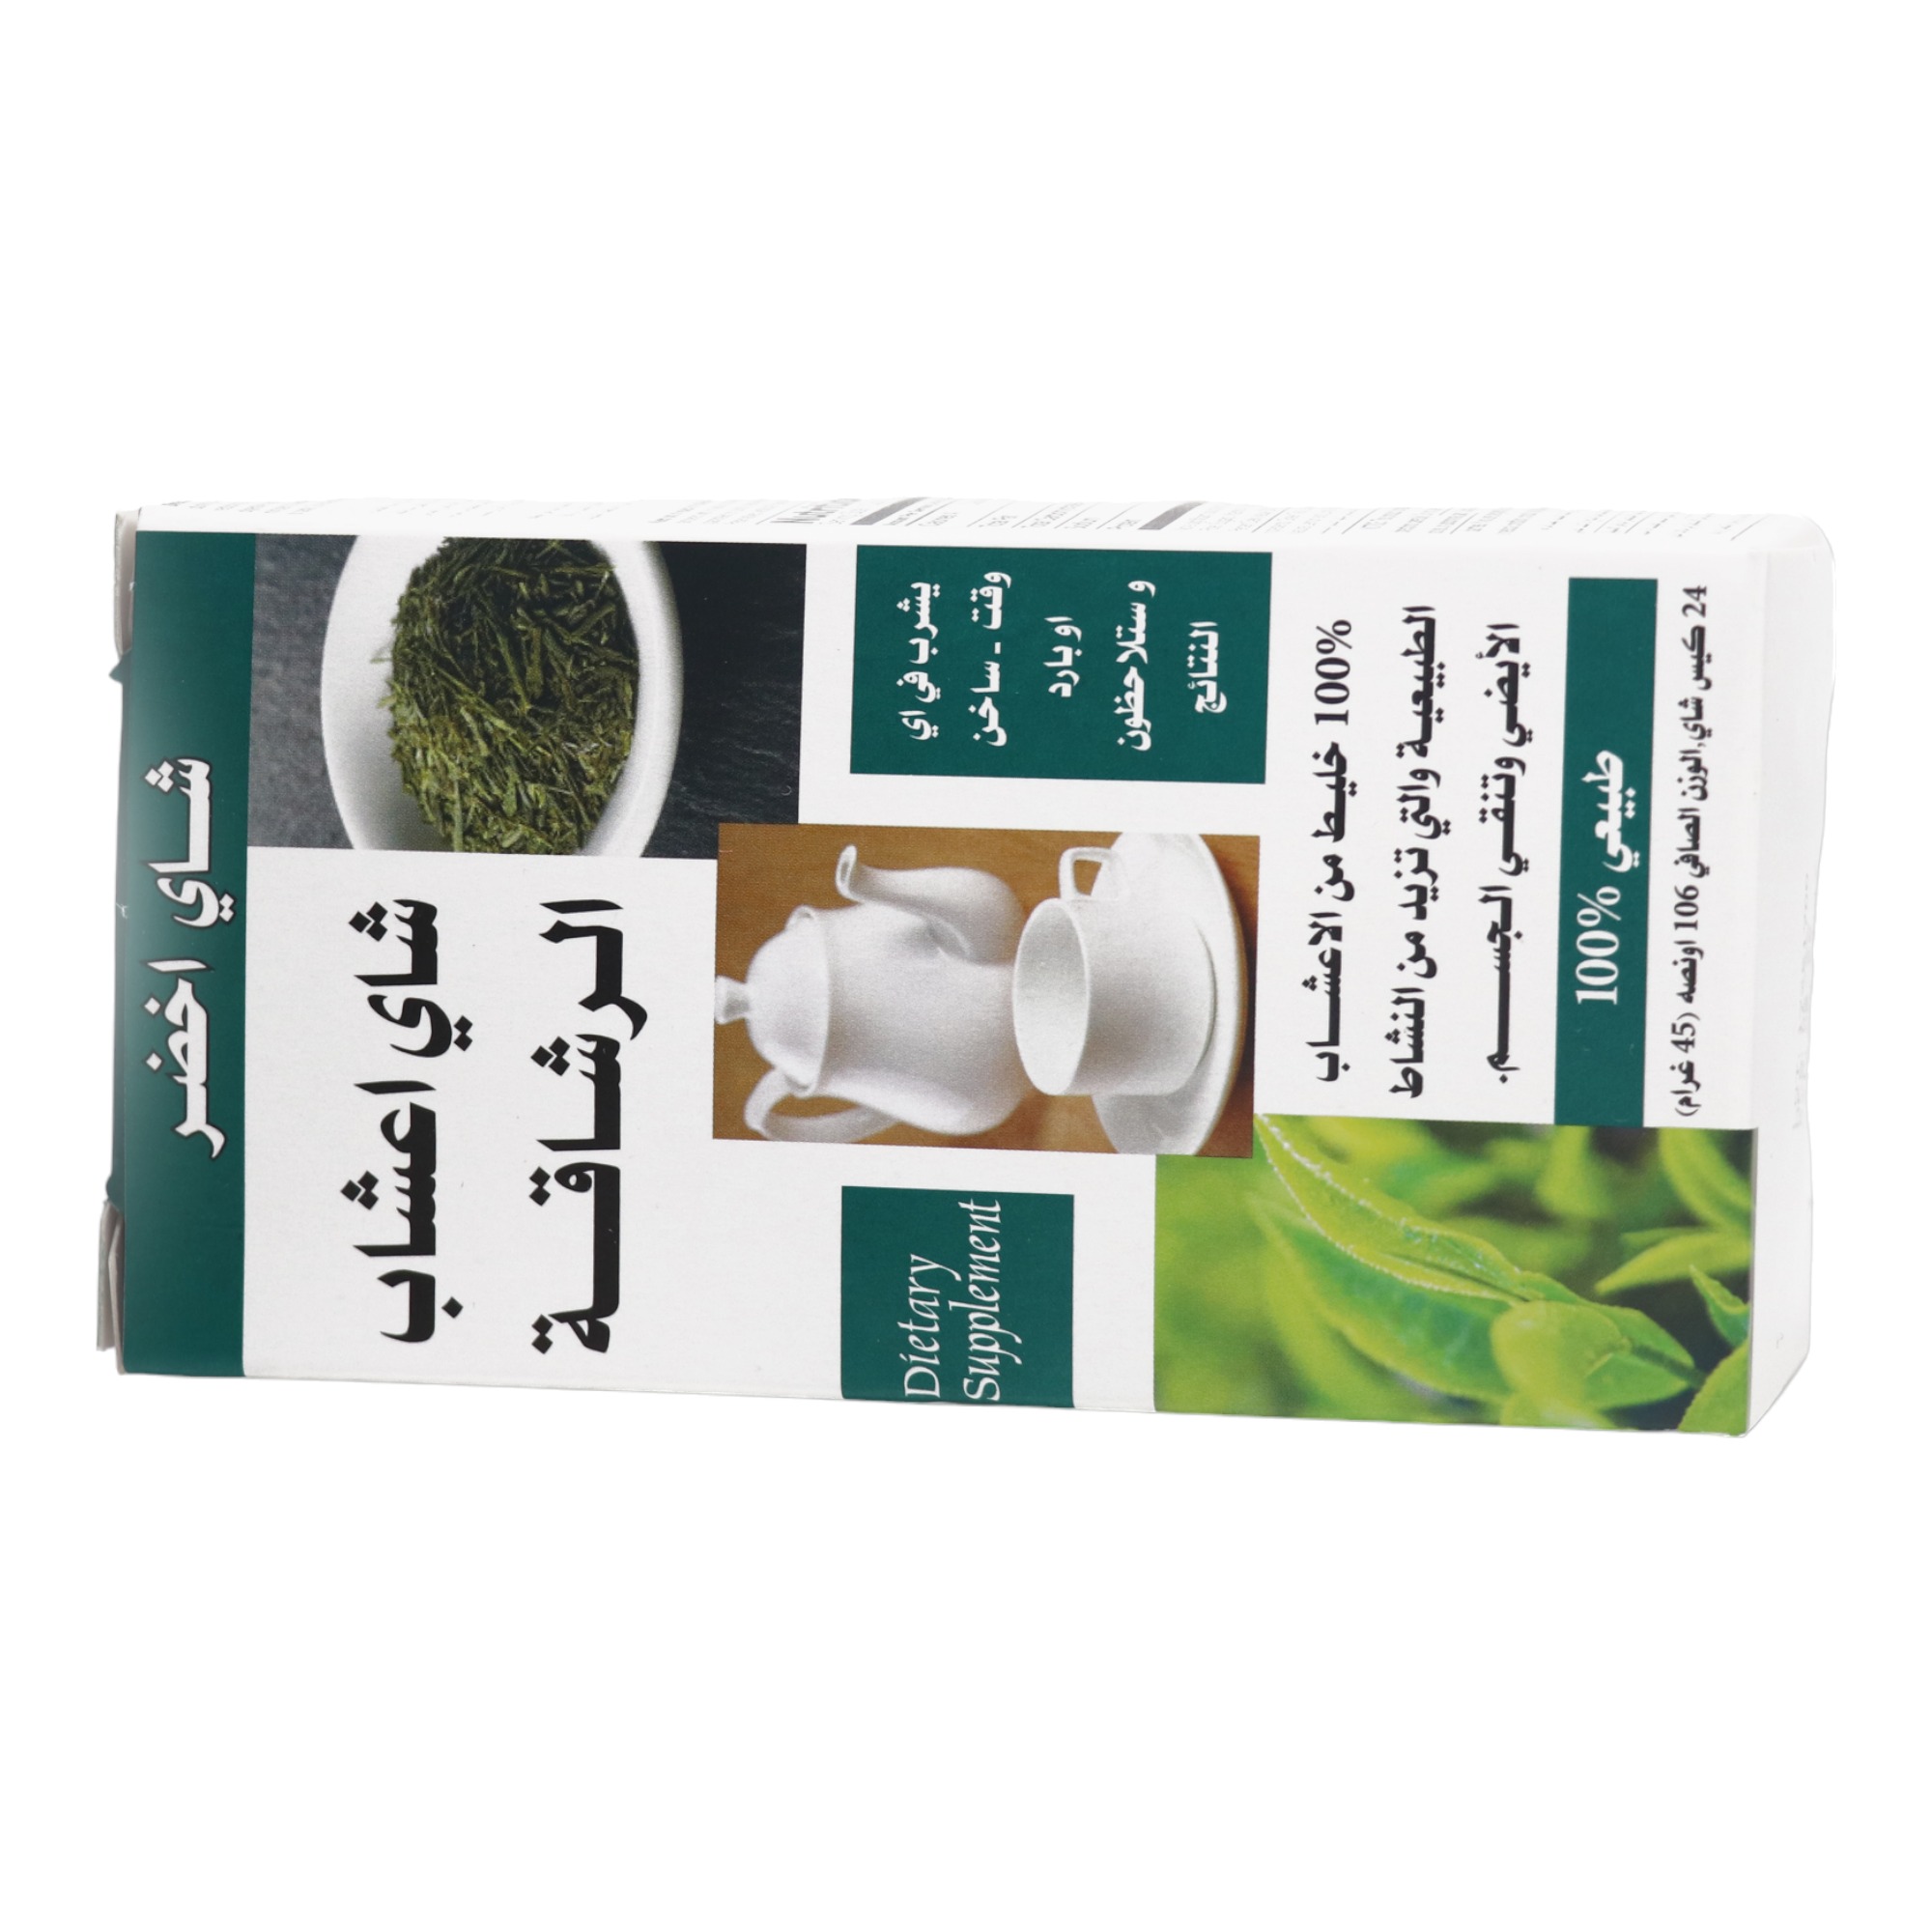 شاي اخضر
شاي اعشاب
الرشاقة
يشرب في اي
وقت - ساخن
او بارد
و ستلاحظون
النتائج
Dietary
Supplement
100% خليط من الاعشاب
الطبيعية والتي تزيد من النشاط
الأيضي وتنقي الجسم.
100% طبيعي
24 كيس شاي,الوزن الصافي 106 اونصه (45 غرام)